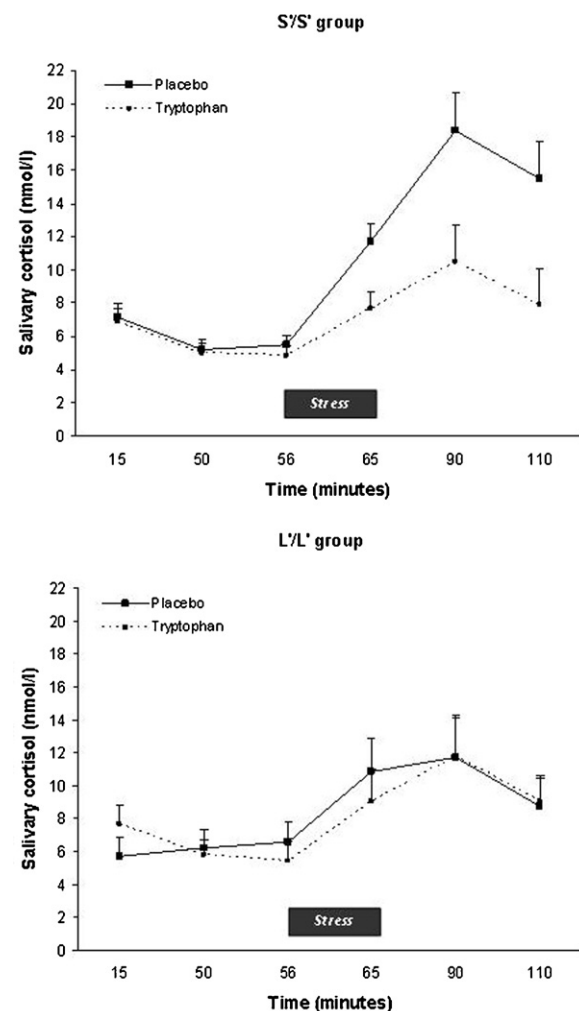 S'/S' group
22
20
18
16
14
12
10
8
6
4
2
0
Salivary cortisol (nmol/l)
Placebo
Tryptophan
Stress
15 50 56 65 90 110
Time (minutes)
L'/L' group
22
20
18
16
14
12
10
8
6
4
2
0
Salivary cortisol (nmol/l)
Placebo
Tryptophan
Stress
15 50 56 65 90 110
Time (minutes)